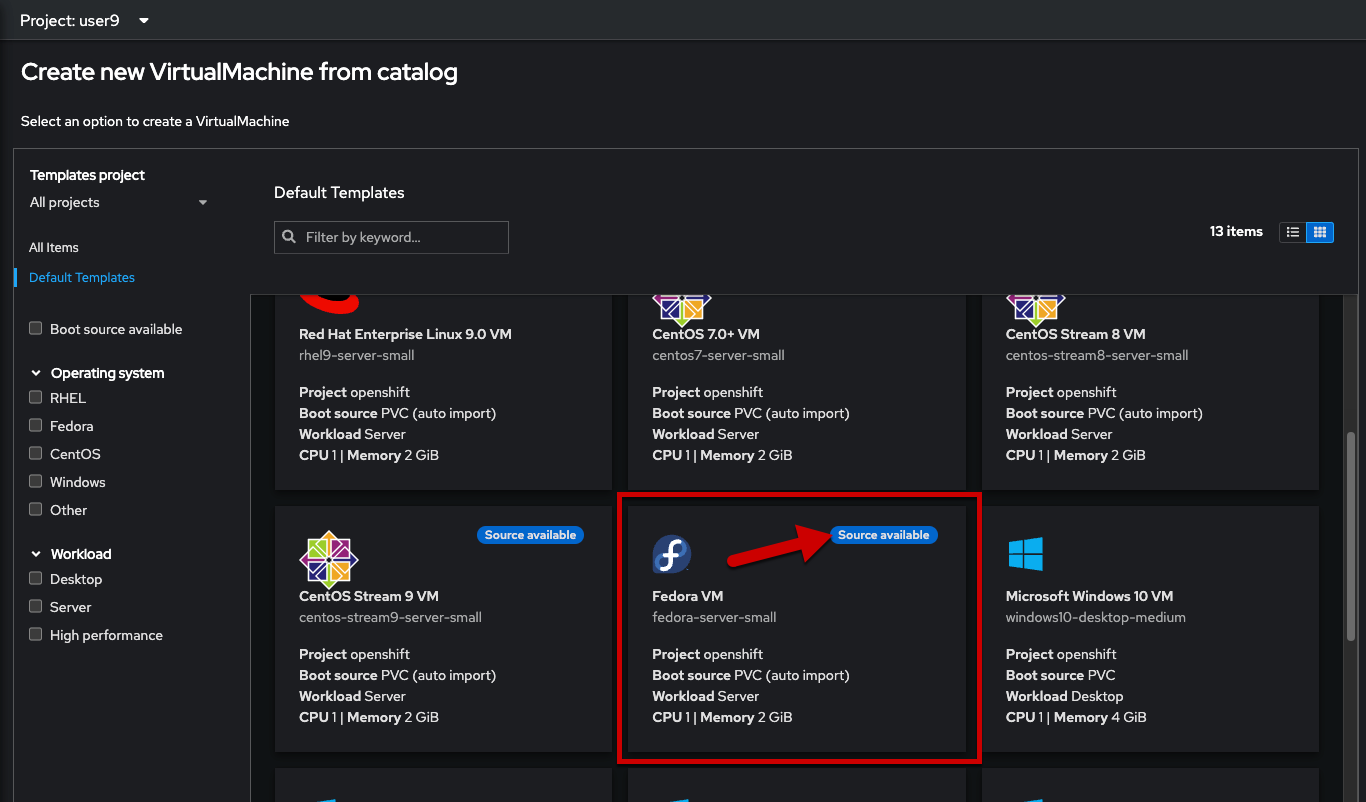 Project: user9
Create new VirtualMachine from catalog
Select an option to create a VirtualMachine
Templates project
All projects
All Items
Default Templates
Boot source available
Operating system
RHEL
Fedora
CentOS
Windows
Other
Workload
Desktop
Server
High performance
Default Templates
Filter by keyword...
13 items
Red Hat Enterprise Linux 9.0 VM
rhel9-server-small
Project openshift
Boot source PVC (auto import)
Workload Server
CPU 1 | Memory 2 GiB
CentOS 7.0+ VM
centos7-server-small
Project openshift
Boot source PVC (auto import)
Workload Server
CPU 1 | Memory 2 GiB
CentOS Stream 8 VM
centos-stream8-server-small
Project openshift
Boot source PVC (auto import)
Workload Server
CPU 1 | Memory 2 GiB
Source available
CentOS Stream 9 VM
centos-stream9-server-small
Project openshift
Boot source PVC (auto import)
Workload Server
CPU 1 | Memory 2 GiB
Source available
Fedora VM
fedora-server-small
Project openshift
Boot source PVC (auto import)
Workload Server
CPU 1 | Memory 2 GiB
Microsoft Windows 10 VM
windows10-desktop-medium
Project openshift
Boot source PVC
Workload Desktop
CPU 1 | Memory 4 GiB